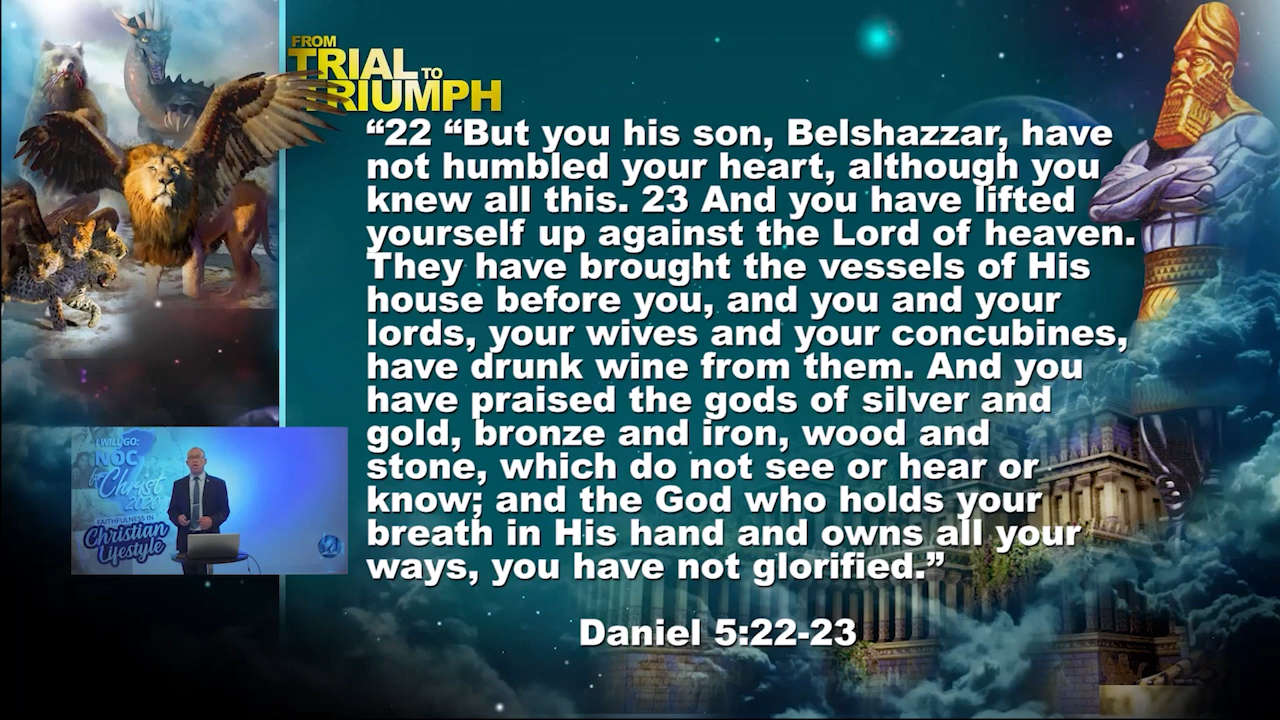 FROM
TRIAL TO
TRIUMPH
“22 “But you his son, Belshazzar, have
not humbled your heart, although you
knew all this. 23 And you have lifted
yourself up against the Lord of heaven.
They have brought the vessels of His
house before you, and you and your
lords, your wives and your concubines,
have drunk wine from them. And you
have praised the gods of silver and
gold, bronze and iron, wood and
stone, which do not see or hear or
know; and the God who holds your
breath in His hand and owns all your
ways, you have not glorified.”
Daniel 5:22-23
I WILL GO:
NOC
for Christ
2020
FAITHFULNESS IN
Christian
Lifestyle